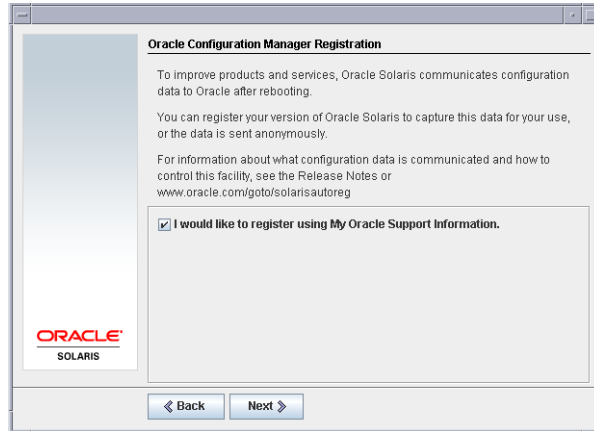 Oracle Configuration Manager Registration
To improve products and services, Oracle Solaris communicates configuration
data to Oracle after rebooting.
You can register your version of Oracle Solaris to capture this data for your use,
or the data is sent anonymously.
For information about what configuration data is communicated and how to
control this facility, see the Release Notes or
www.oracle.com/goto/solarisautoreg
I would like to register using My Oracle Support Information.
ORACLE
SOLARIS
Back
Next